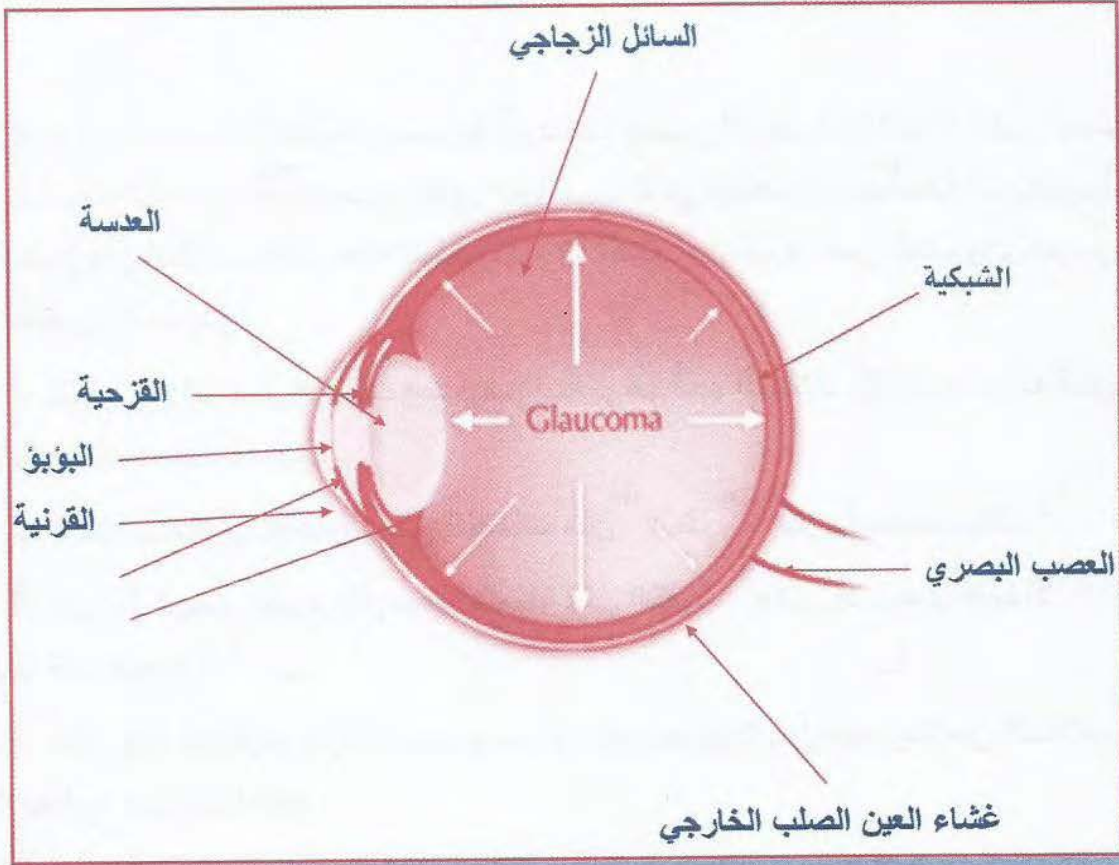 السائل الزجاجي
العدسة
الشبكية
القزحية
Glaucoma
البؤبؤ
القرنية
العصب البصري
غشاء العين الصلب الخارجي